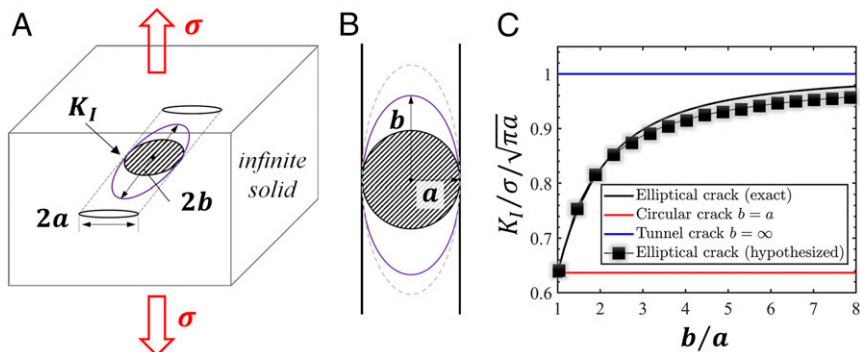 A
σ
K_I
infinite
solid
2a
2b
σ
B
b
a
C
K_I/σ/√πa
1
0.9
0.8
0.7
0.6
Elliptical crack (exact)
Circular crack b = a
Tunnel crack b = ∞
Elliptical crack (hypothesized)
1 2 3 4 5 6 7 8
b/a